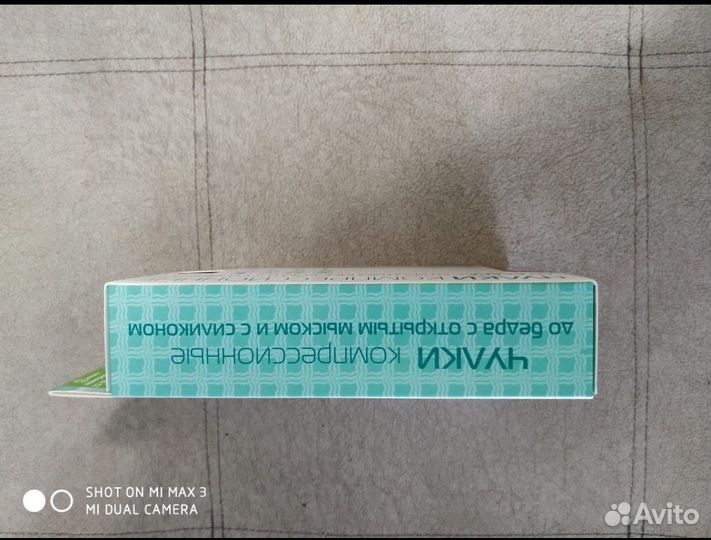 ЧУЛКИ КОМПРЕССИОННЫЕ
ДО БЕДРА С ОТКРЫТЫМ МЫСКОМ И С СИЛИКОНОМ
SHOT ON MI MAX 3
MI DUAL CAMERA
Avito